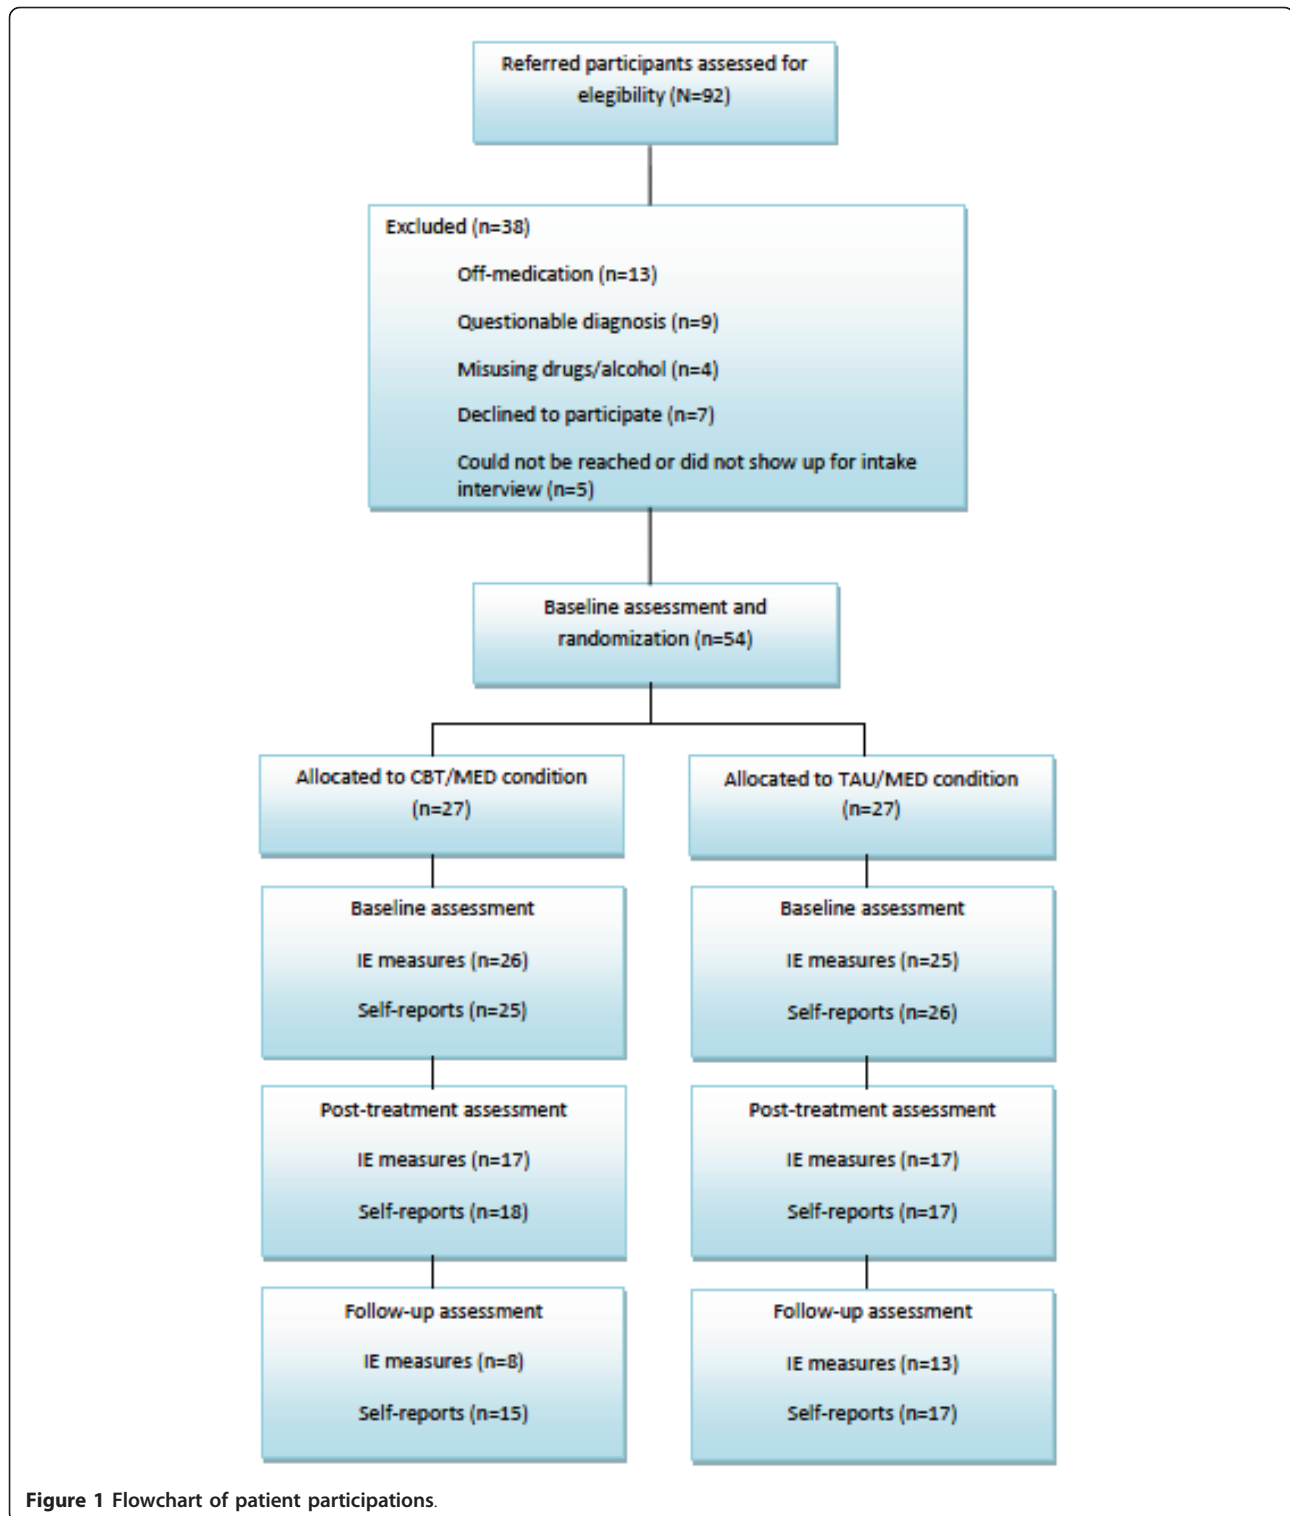 Referred participants assessed for
elegibility (N=92)
Excluded (n=38)
Off-medication (n=13)
Questionable diagnosis (n=9)
Misusing drugs/alcohol (n=4)
Declined to participate (n=7)
Could not be reached or did not show up for intake
interview (n=5)
Baseline assessment and
randomization (n=54)
Allocated to CBT/MED condition
(n=27)
Allocated to TAU/MED condition
(n=27)
Baseline assessment
IE measures (n=26)
Self-reports (n=25)
Baseline assessment
IE measures (n=25)
Self-reports (n=26)
Post-treatment assessment
IE measures (n=17)
Self-reports (n=18)
Post-treatment assessment
IE measures (n=17)
Self-reports (n=17)
Follow-up assessment
IE measures (n=8)
Self-reports (n=15)
Follow-up assessment
IE measures (n=13)
Self-reports (n=17)
Figure 1 Flowchart of patient participations.